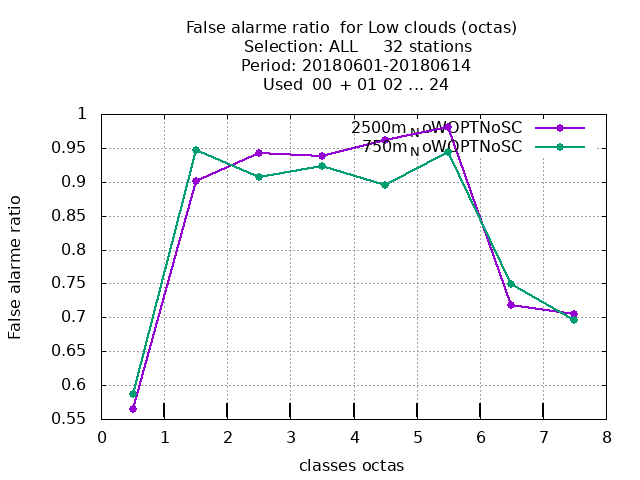 False alarme ratio  for Low clouds (octas)
Selection: ALL     32 stations
Period: 20180601-20180614
Used  00 + 01 02 ... 24
1
0.95
0.9
0.85
0.8
0.75
0.7
0.65
0.6
0.55
False alarme ratio
2500m_NoWOPTNoSC
750m_NoWOPTNoSC
0 1 2 3 4 5 6 7 8
classes octas